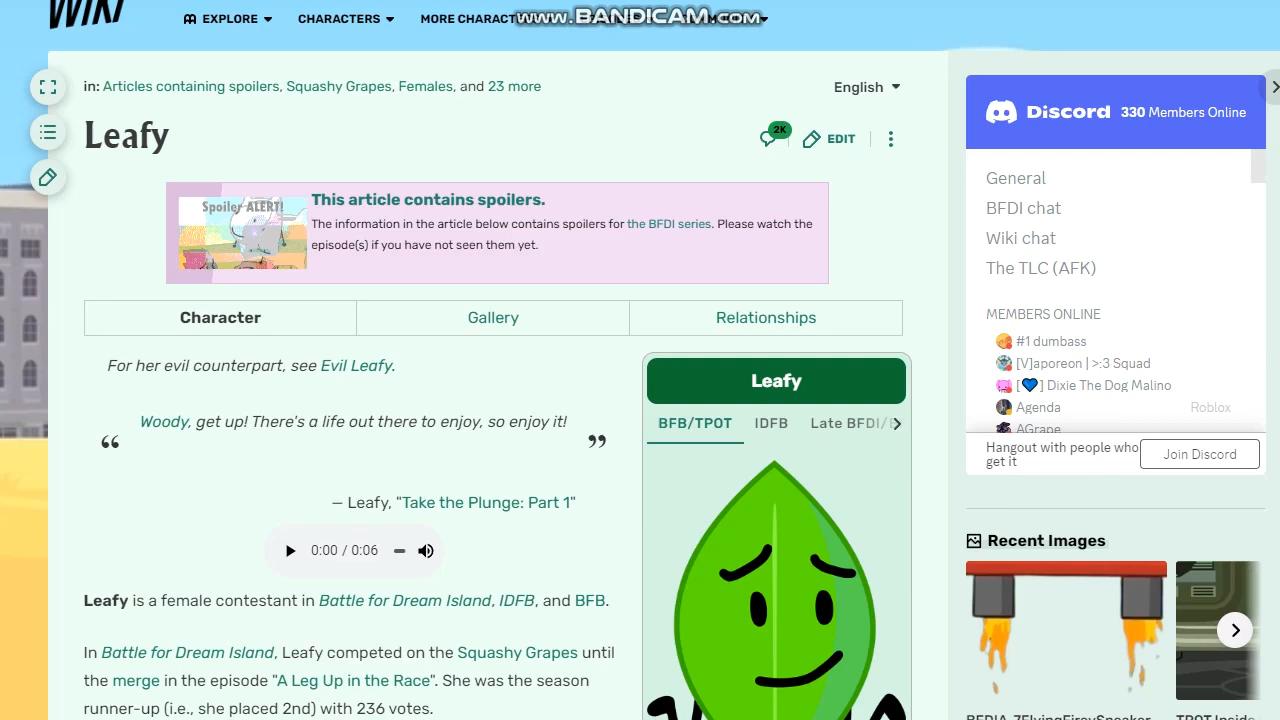 WIKI
EXPLORE CHARACTERS MORE CHARACT
www.BANDICAM.com
in: Articles containing spoilers, Squashy Grapes, Females, and 23 more
English
Leafy
2K
EDIT
Spoiler ALERT!
This article contains spoilers.
The information in the article below contains spoilers for the BFDI series. Please watch the
episode(s) if you have not seen them yet.
Character Gallery Relationships
For her evil counterpart, see Evil Leafy.
“ Woody, get up! There's a life out there to enjoy, so enjoy it! ”
— Leafy, "Take the Plunge: Part 1"
0:00 / 0:06
Leafy is a female contestant in Battle for Dream Island, IDFB, and BFB.
In Battle for Dream Island, Leafy competed on the Squashy Grapes until
the merge in the episode "A Leg Up in the Race". She was the season
runner-up (i.e., she placed 2nd) with 236 votes.
Leafy
BFB/TPOT IDFB Late BFDI/
Discord 330 Members Online
General
BFDI chat
Wiki chat
The TLC (AFK)
MEMBERS ONLINE
#1 dumbass
[V]aporeon | >:3 Squad
[💙] Dixie The Dog Malino
Agenda Roblox
AGrape
Hangout with people who
get it
Join Discord
Recent Images
BFDIA_7FlyingFireySpeaker
TPOT Inside